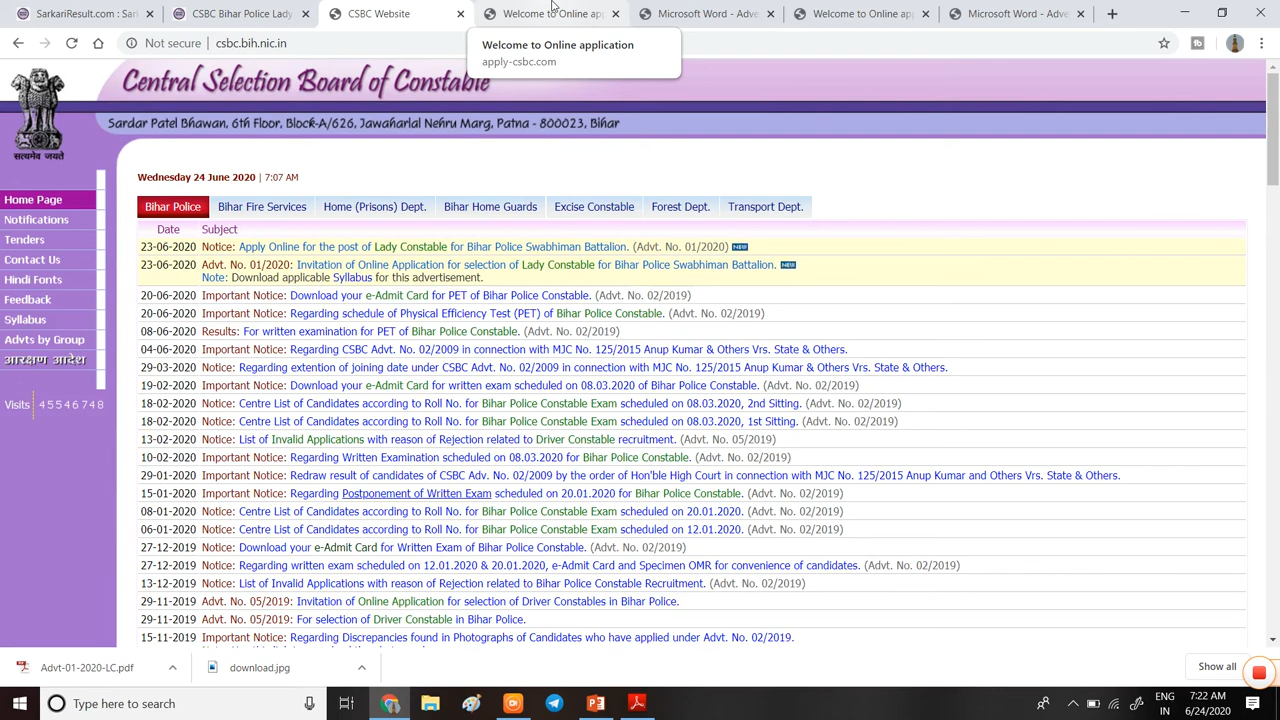 SarkariResult.com : Sark
CSBC Bihar Police Lady
CSBC Website
Welcome to Online app
Microsoft Word - Adve
Welcome to Online app
Microsoft Word - Adve
Not secure
csbc.bih.nic.in
Welcome to Online application
apply-csbc.com
Central Selection Board of Constable
Sardar Patel Bhawan, 6th Floor, Block-A/626, Jawaharlal Nehru Marg, Patna - 800023, Bihar
सत्यमेव जयते
Wednesday 24 June 2020 | 7:07 AM
Home Page
Notifications
Tenders
Contact Us
Hindi Fonts
Feedback
Syllabus
Advts by Group
आरक्षण आदेश
Visits 45546748
Bihar Police Bihar Fire Services Home (Prisons) Dept. Bihar Home Guards Excise Constable Forest Dept. Transport Dept.
Date Subject
23-06-2020 Notice: Apply Online for the post of Lady Constable for Bihar Police Swabhiman Battalion. (Advt. No. 01/2020) NEW
23-06-2020 Advt. No. 01/2020: Invitation of Online Application for selection of Lady Constable for Bihar Police Swabhiman Battalion. NEW
Note: Download applicable Syllabus for this advertisement.
20-06-2020 Important Notice: Download your e-Admit Card for PET of Bihar Police Constable. (Advt. No. 02/2019)
20-06-2020 Important Notice: Regarding schedule of Physical Efficiency Test (PET) of Bihar Police Constable. (Advt. No. 02/2019)
08-06-2020 Results: For written examination for PET of Bihar Police Constable. (Advt. No. 02/2019)
04-06-2020 Important Notice: Regarding CSBC Advt. No. 02/2009 in connection with MJC No. 125/2015 Anup Kumar & Others Vrs. State & Others.
29-03-2020 Notice: Regarding extention of joining date under CSBC Advt. No. 02/2009 in connection with MJC No. 125/2015 Anup Kumar & Others Vrs. State & Others.
19-02-2020 Important Notice: Download your e-Admit Card for written exam scheduled on 08.03.2020 of Bihar Police Constable. (Advt. No. 02/2019)
18-02-2020 Notice: Centre List of Candidates according to Roll No. for Bihar Police Constable Exam scheduled on 08.03.2020, 2nd Sitting. (Advt. No. 02/2019)
18-02-2020 Notice: Centre List of Candidates according to Roll No. for Bihar Police Constable Exam scheduled on 08.03.2020, 1st Sitting. (Advt. No. 02/2019)
13-02-2020 Notice: List of Invalid Applications with reason of Rejection related to Driver Constable recruitment. (Advt. No. 05/2019)
10-02-2020 Notice: Regarding Written Examination scheduled on 08.03.2020 for Bihar Police Constable. (Advt. No. 02/2019)
29-01-2020 Important Notice: Redraw result of candidates of CSBC Adv. No. 02/2009 by the order of Hon'ble High Court in connection with MJC No. 125/2015 Anup Kumar and Others Vrs. State & Others.
15-01-2020 Important Notice: Regarding Postponement of Written Exam scheduled on 20.01.2020 for Bihar Police Constable. (Advt. No. 02/2019)
08-01-2020 Notice: Centre List of Candidates according to Roll No. for Bihar Police Constable Exam scheduled on 20.01.2020. (Advt. No. 02/2019)
06-01-2020 Notice: Centre List of Candidates according to Roll No. for Bihar Police Constable Exam scheduled on 12.01.2020. (Advt. No. 02/2019)
27-12-2019 Notice: Download your e-Admit Card for Written Exam of Bihar Police Constable. (Advt. No. 02/2019)
27-12-2019 Notice: Regarding written exam scheduled on 12.01.2020 & 20.01.2020, e-Admit Card and Specimen OMR for convenience of candidates. (Advt. No. 02/2019)
13-12-2019 Notice: List of Invalid Applications with reason of Rejection related to Bihar Police Constable Recruitment. (Advt. No. 02/2019)
29-11-2019 Advt. No. 05/2019: Invitation of Online Application for selection of Driver Constables in Bihar Police.
29-11-2019 Advt. No. 05/2019: For selection of Driver Constable in Bihar Police.
15-11-2019 Important Notice: Regarding Discrepancies found in Photographs of Candidates who have applied under Advt. No. 02/2019.
Advt-01-2020-LC.pdf
download.jpg
Show all
Type here to search
ENG
IN
7:22 AM
6/24/2020